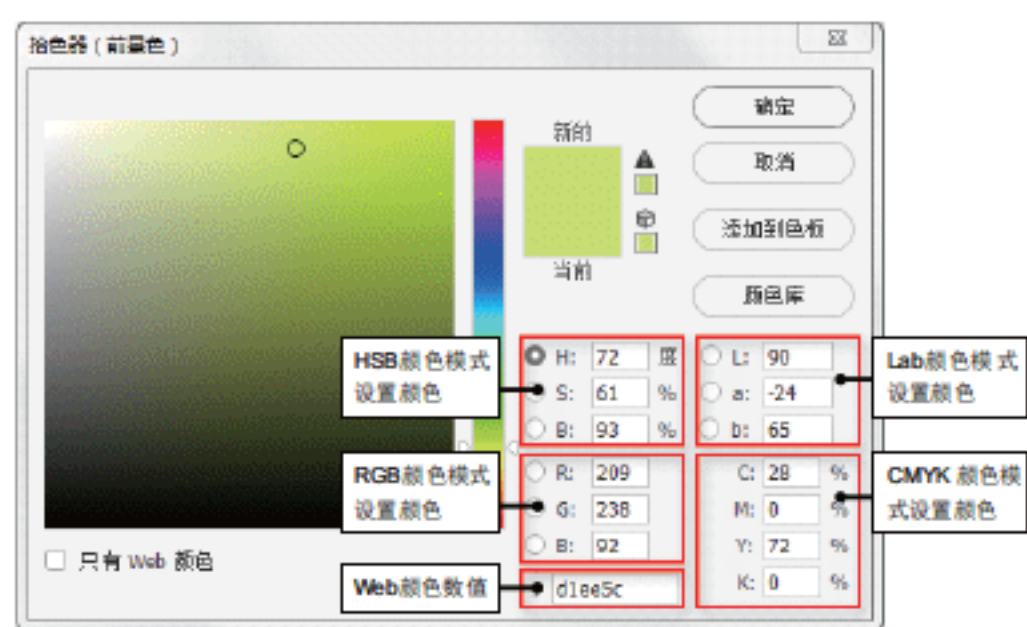 拾色器（前景色）
新的
当前
确定
取消
添加到色板
颜色库
HSB颜色模式
设置颜色
H: 72 度
S: 61 %
B: 93 %
L: 90
a: -24
b: 65
Lab颜色模式
设置颜色
RGB颜色模式
设置颜色
R: 209
G: 238
B: 92
C: 28 %
M: 0 %
Y: 72 %
K: 0 %
CMYK 颜色模
式设置颜色
只有 Web 颜色
Web颜色数值
d1ee5c